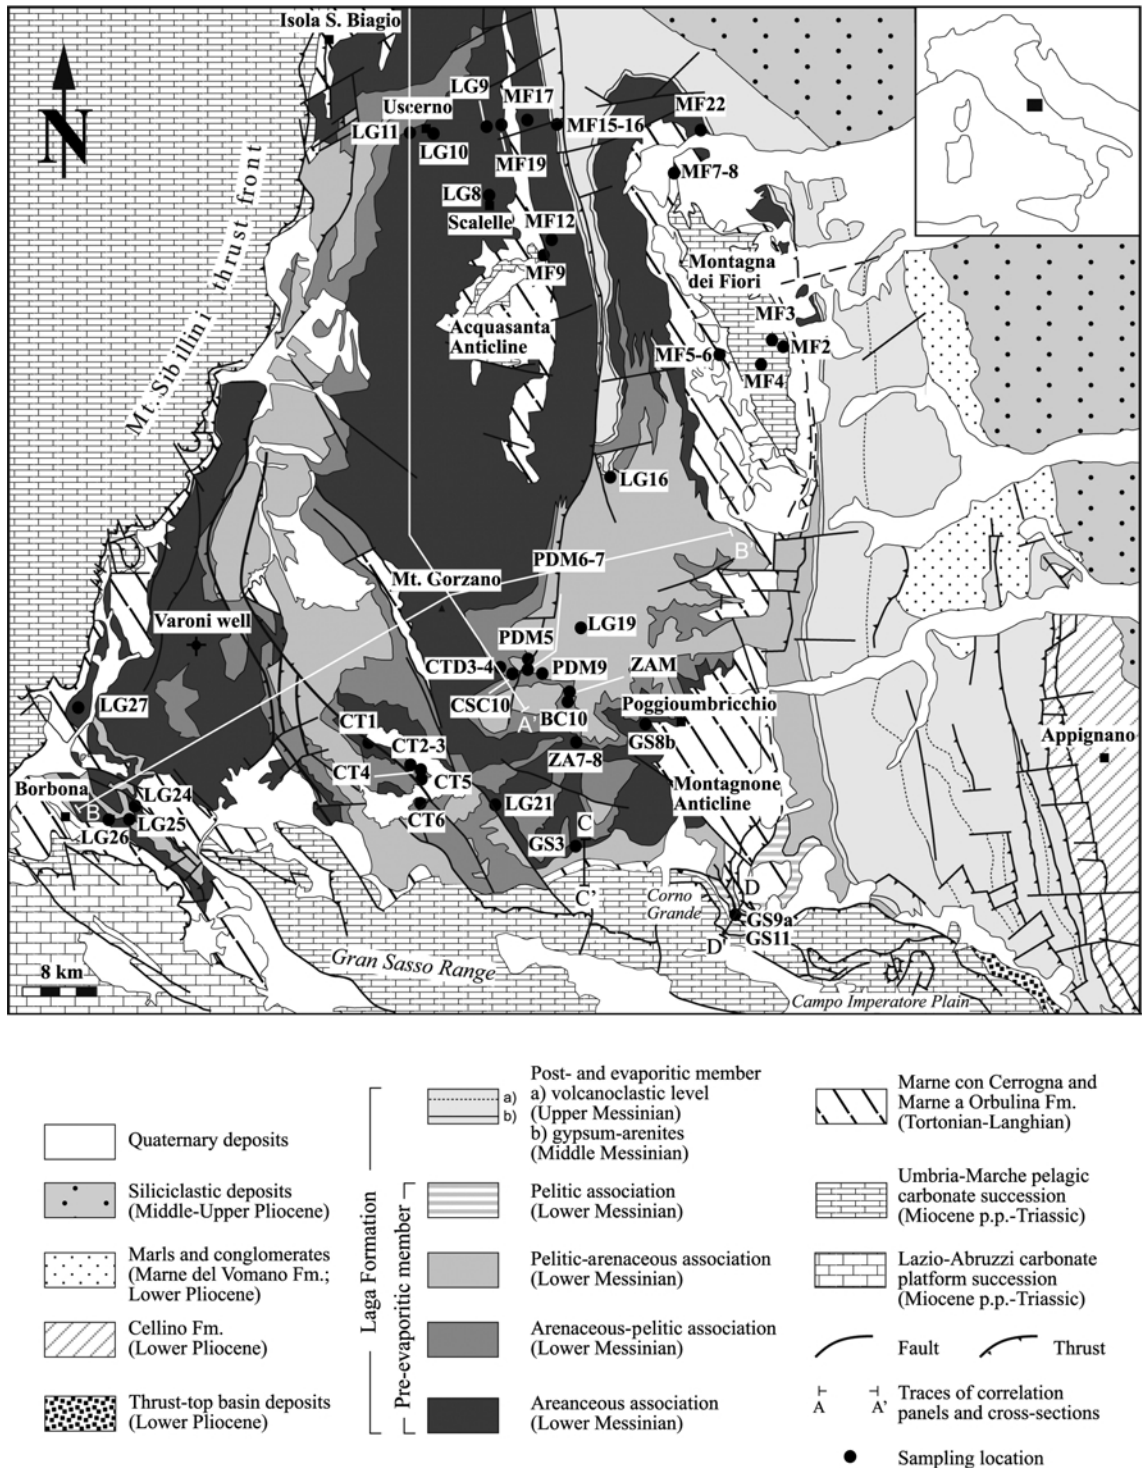 Isola S. Biagio
N
LG9
MF17
MF22
Uscerno
LG11
LG10
MF15-16
MF19
MF7-8
LG8
Scalelle
MF12
MF9
Mt. Sibillini thrust front
Montagna
dei Fiori
MF3
MF2
MF5-6
MF4
Acquasanta
Anticline
LG16
PDM6-7
B'
Mt. Gorzano
Varoni well
LG19
PDM5
CTD3-4
PDM9
ZAM
LG27
CSC10
A'
BC10
Poggioumbricchio
CT1
GS8b
Appignano
CT2-3
ZA7-8
CT4
CT5
Borbona
B
LG24
LG21
Montagnone
Anticline
CT6
LG26
LG25
GS3
C
C'
Corno
Grande
D
GS9a
GS11
D'
8 km
Gran Sasso Range
Campo Imperatore Plain
Quaternary deposits
Siliciclastic deposits
(Middle-Upper Pliocene)
Marls and conglomerates
(Marne del Vomano Fm.;
Lower Pliocene)
Cellino Fm.
(Lower Pliocene)
Thrust-top basin deposits
(Lower Pliocene)
Laga Formation
Pre-evaporitic member
a)
b)
Post- and evaporitic member
a) volcanoclastic level
(Upper Messinian)
b) gypsum-arenites
(Middle Messinian)
Pelitic association
(Lower Messinian)
Pelitic-arenaceous association
(Lower Messinian)
Arenaceous-pelitic association
(Lower Messinian)
Areanceous association
(Lower Messinian)
Marne con Cerrogna and
Marne a Orbulina Fm.
(Tortonian-Langhian)
Umbria-Marche pelagic
carbonate succession
(Miocene p.p.-Triassic)
Lazio-Abruzzi carbonate
platform succession
(Miocene p.p.-Triassic)
Fault
Thrust
A
A'
Traces of correlation
panels and cross-sections
Sampling location